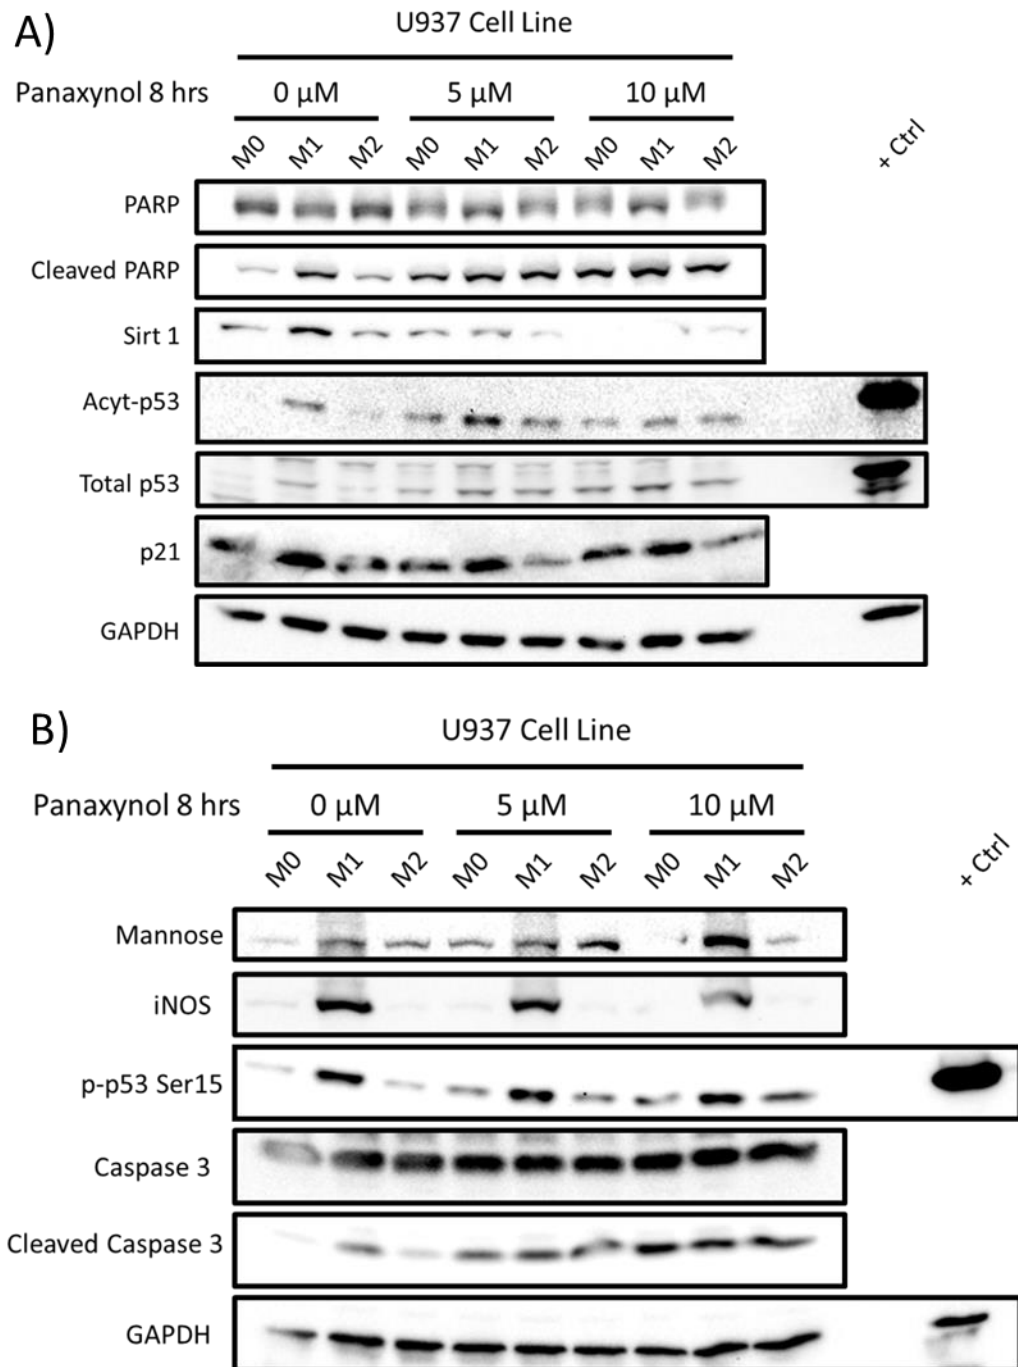 A)
U937 Cell Line
Panaxynol 8 hrs 0 µM 5 µM 10 µM
M0 M1 M2 M0 M1 M2 M0 M1 M2 + Ctrl
PARP
Cleaved PARP
Sirt 1
Acyt-p53
Total p53
p21
GAPDH
B)
U937 Cell Line
Panaxynol 8 hrs 0 µM 5 µM 10 µM
M0 M1 M2 M0 M1 M2 M0 M1 M2 + Ctrl
Mannose
iNOS
p-p53 Ser15
Caspase 3
Cleaved Caspase 3
GAPDH